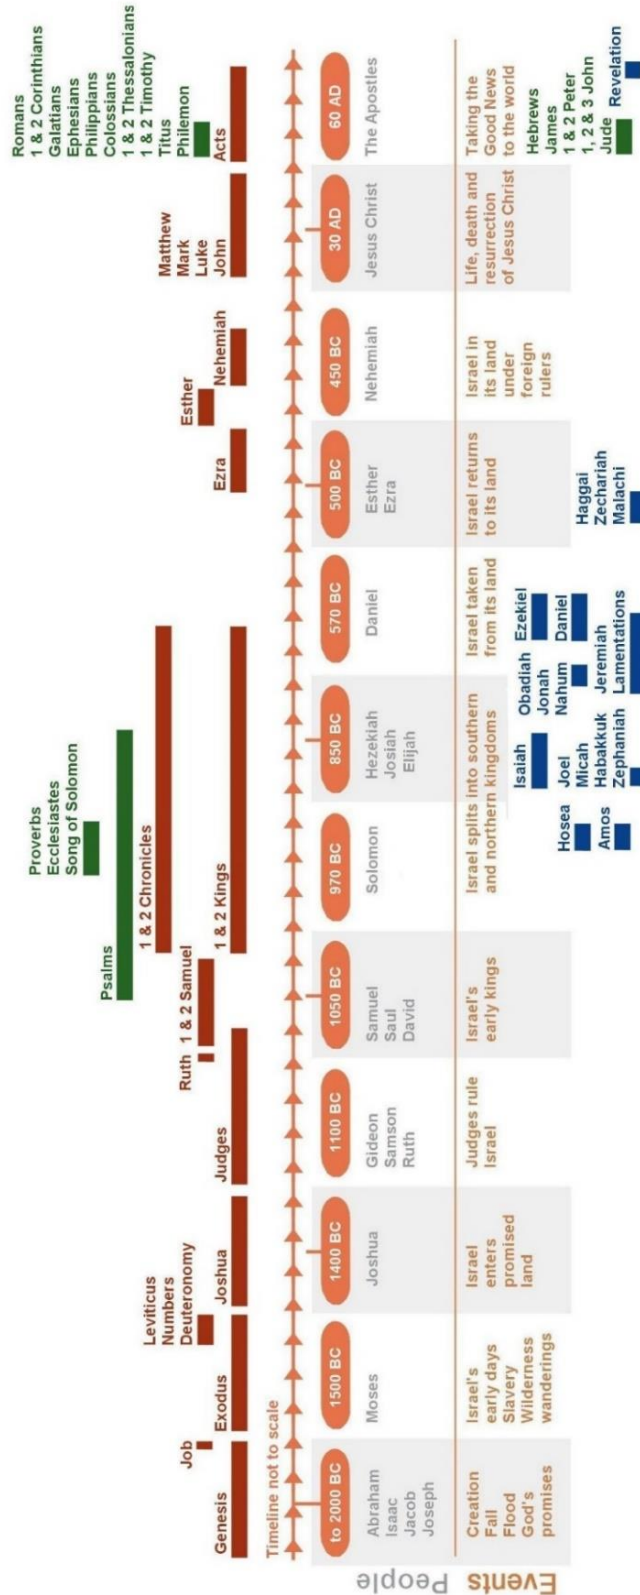 Romans
1 & 2 Corinthians
Galatians
Ephesians
Philippians
Colossians
1 & 2 Thessalonians
1 & 2 Timothy
Titus
Philemon
Proverbs
Ecclesiastes
Song of Solomon
Psalms
1 & 2 Chronicles
Matthew
Mark
Luke
John
Leviticus
Numbers
Deuteronomy
Job
Ruth
1 & 2 Samuel
Esther
Genesis
Exodus
Joshua
Judges
1 & 2 Kings
Ezra
Nehemiah
Acts
Timeline not to scale
to 2000 BC
1500 BC
1400 BC
1100 BC
1050 BC
970 BC
850 BC
570 BC
500 BC
450 BC
30 AD
60 AD
People
Abraham
Isaac
Jacob
Joseph
Moses
Joshua
Gideon
Samson
Ruth
Samuel
Saul
David
Solomon
Hezekiah
Josiah
Elijah
Daniel
Esther
Ezra
Nehemiah
Jesus Christ
The Apostles
Events
Creation
Fall
Flood
God's
promises
Israel's
early days
Slavery
Wilderness
wanderings
Israel
enters
promised
land
Judges rule
Israel
Israel's
early kings
Israel splits into southern
and northern kingdoms
Israel taken
from its land
Israel returns
to its land
Israel in
its land
under
foreign
rulers
Life, death and
resurrection
of Jesus Christ
Taking the
Good News
to the world
Hosea
Amos
Isaiah
Joel
Micah
Habakkuk
Zephaniah
Obadiah
Jonah
Nahum
Jeremiah
Lamentations
Ezekiel
Daniel
Haggai
Zechariah
Malachi
Hebrews
James
1 & 2 Peter
1, 2 & 3 John
Jude
Revelation